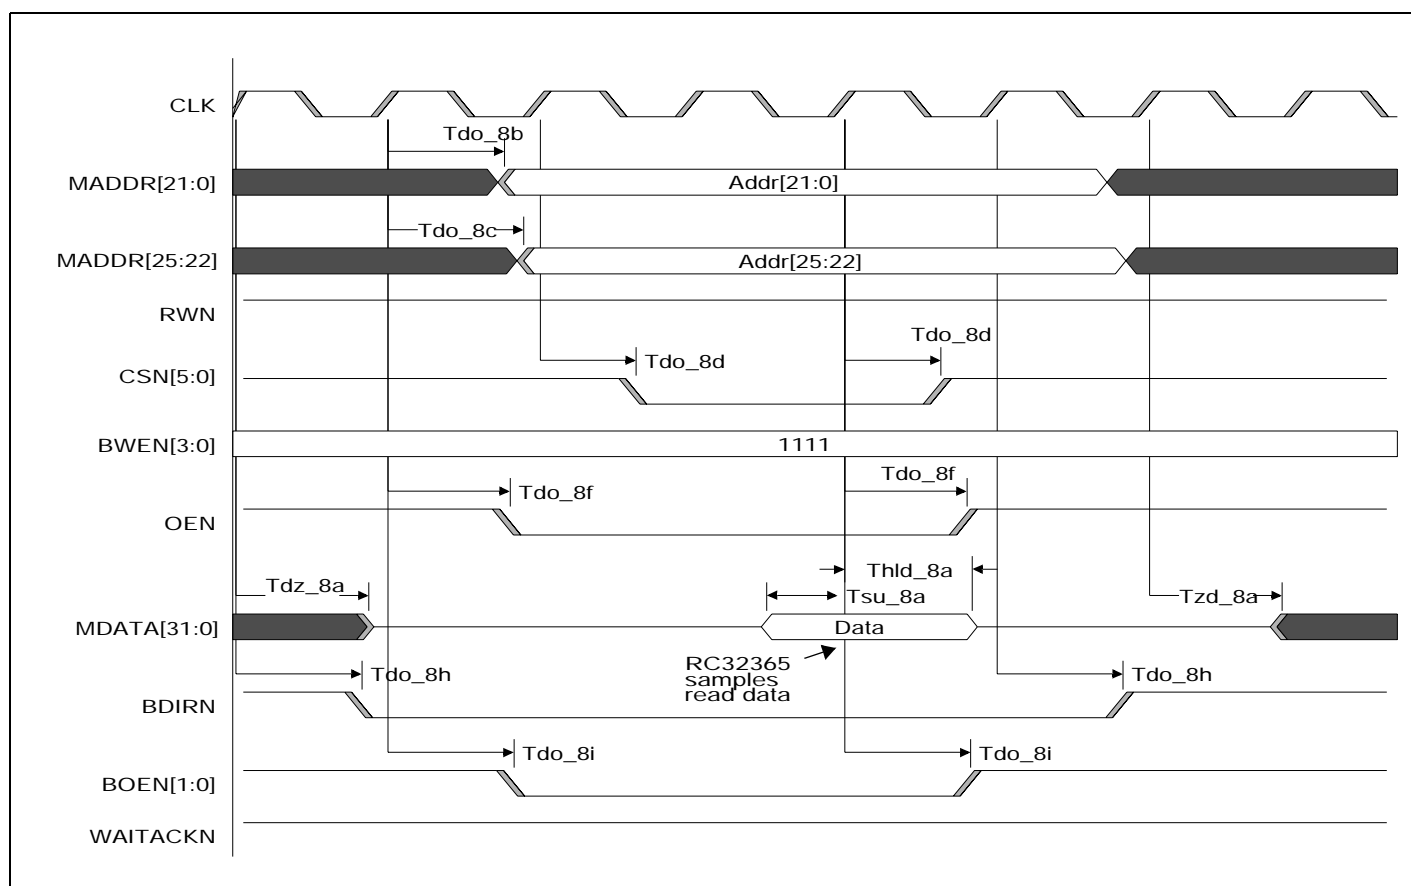 CLK
Tdo_8b
MADDR[21:0]
Addr[21:0]
Tdo_8c
MADDR[25:22]
Addr[25:22]
RWN
Tdo_8d
Tdo_8d
CSN[5:0]
BWEN[3:0]
1111
Tdo_8f
Tdo_8f
OEN
Thld_8a
Tdz_8a
Tsu_8a
Tzd_8a
MDATA[31:0]
Data
RC32365
samples
read data
Tdo_8h
Tdo_8h
BDIRN
Tdo_8i
Tdo_8i
BOEN[1:0]
WAITACKN